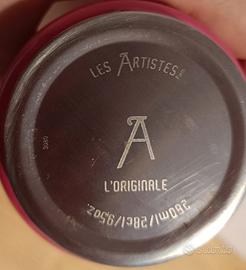 LES ARTISTES
A
L'ORIGINALE
280ml/28cl/9,5oz.